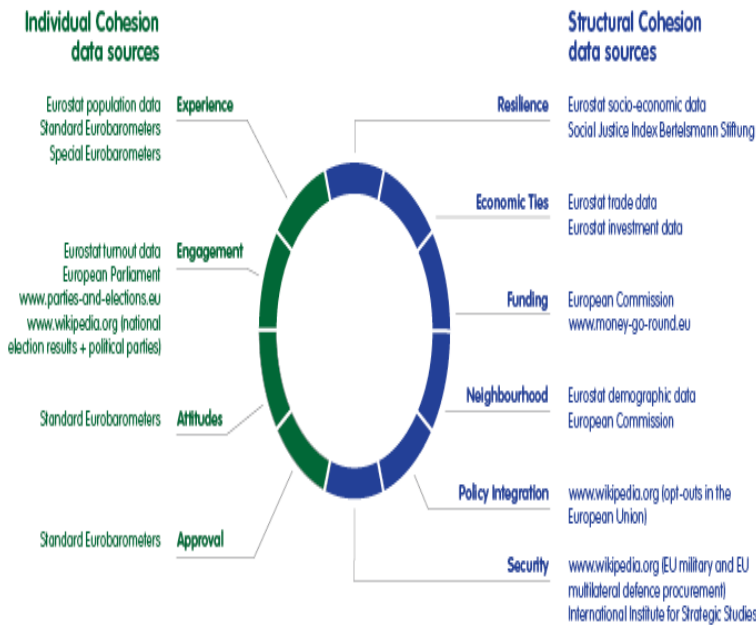 Individual Cohesion
data sources
Eurostat population data
Standard Eurobarometers
Special Eurobarometers
Experience
Eurostat turnout data
European Parliament
www.parties-and-elections.eu
www.wikipedia.org (national
election results + political parties)
Engagement
Standard Eurobarometers
Attitudes
Standard Eurobarometers
Approval
Structural Cohesion
data sources
Resilience
Eurostat socio-economic data
Social Justice Index Bertelsmann Stiftung
Economic Ties
Eurostat trade data
Eurostat investment data
Funding
European Commission
www.money-go-round.eu
Neighbourhood
Eurostat demographic data
European Commission
Policy Integration
www.wikipedia.org (opt-outs in the
European Union)
Security
www.wikipedia.org (EU military and EU
multilateral defence procurement)
International Institute for Strategic Studies